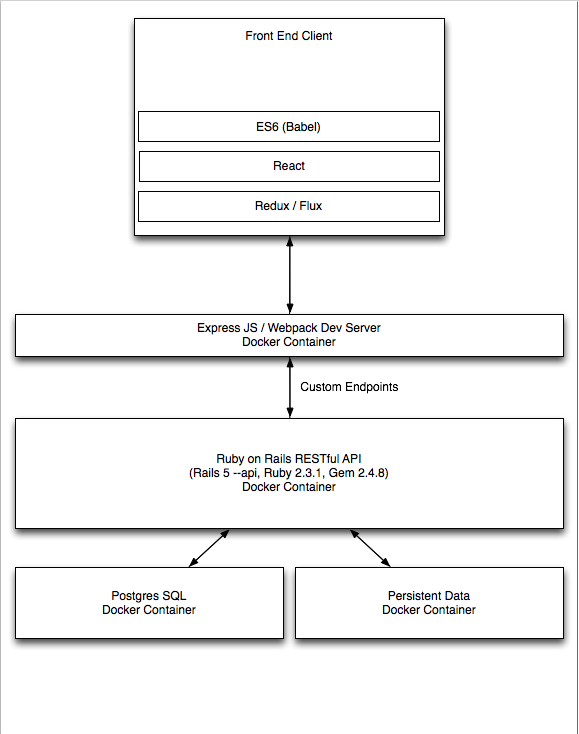 Front End Client
ES6 (Babel)
React
Redux / Flux
Express JS / Webpack Dev Server
Docker Container
Custom Endpoints
Ruby on Rails RESTful API
(Rails 5 --api, Ruby 2.3.1, Gem 2.4.8)
Docker Container
Postgres SQL
Docker Container
Persistent Data
Docker Container